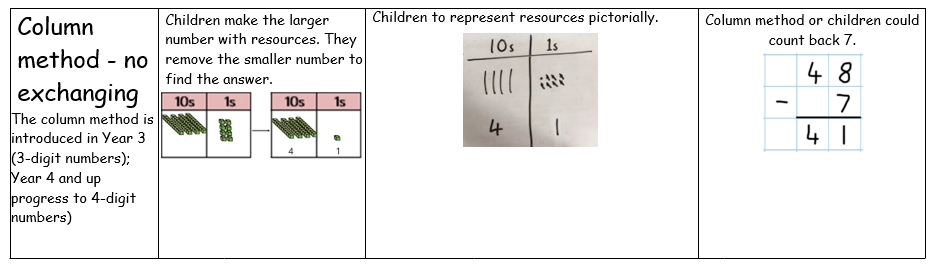 Column
method - no
exchanging
The column method is
introduced in Year 3
(3-digit numbers);
Year 4 and up
progress to 4-digit
numbers)
Children make the larger
number with resources. They
remove the smaller number to
find the answer.
10s 1s 10s 1s
4 1
Children to represent resources pictorially.
10s 1s
4 1
Column method or children could
count back 7.
4 8
- 7
4 1